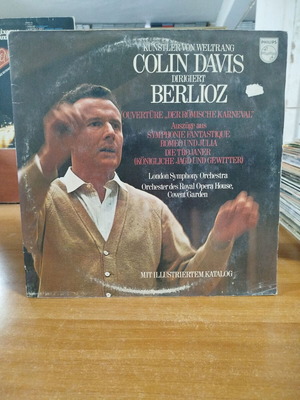 KÜNSTLER VON WELTRANG
PHILIPS
COLIN DAVIS
DIRIGIERT
BERLIOZ
OUVERTÜRE „DER RÖMISCHE KARNEVAL”
Auszüge aus
SYMPHONIE FANTASTIQUE
ROMEO UND JULIA
DIE TROJANER
(KÖNIGLICHE JAGD UND GEWITTER)
London Symphony Orchestra
Orchester des Royal Opera House,
Covent Garden
MIT ILLUSTRIERTEM KATALOG